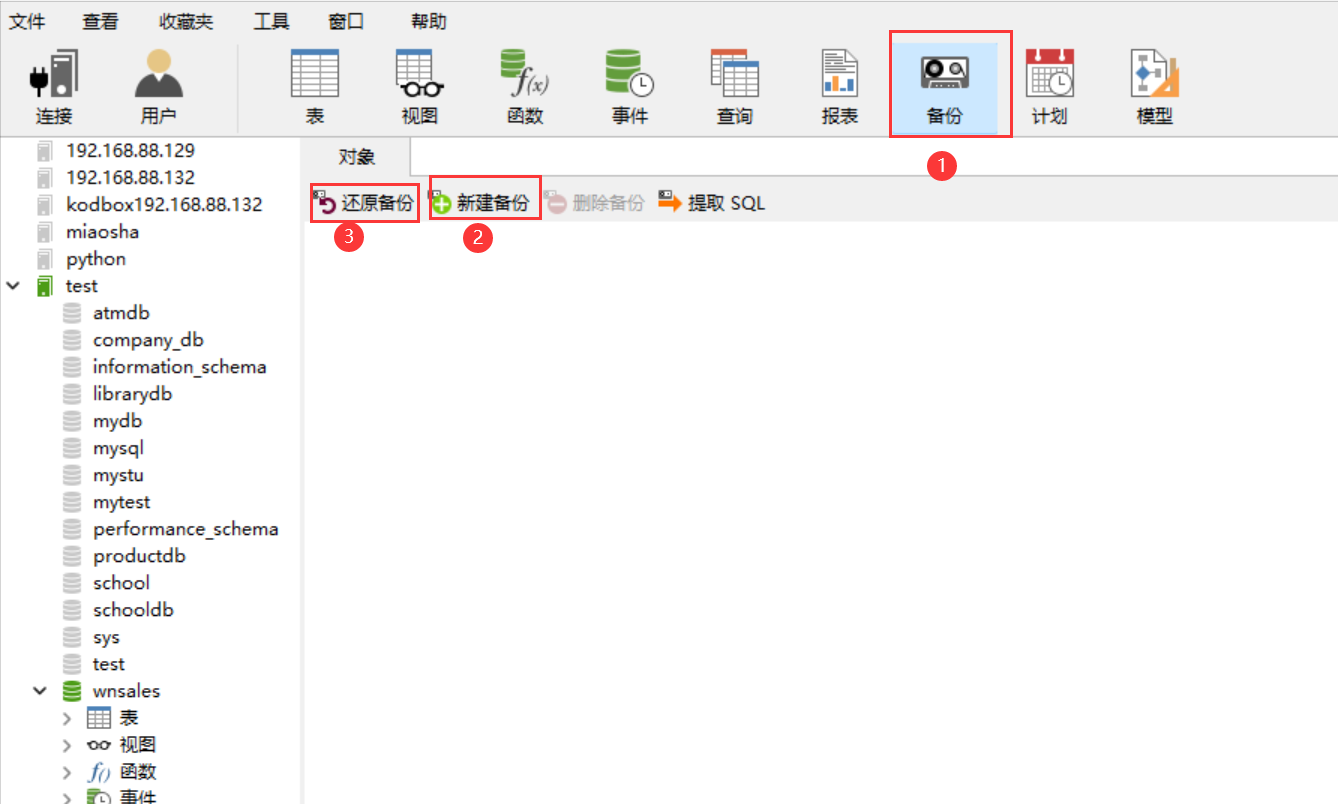 文件 查看 收藏夹 工具 窗口 帮助
连接 用户 表 视图 函数 事件 查询 报表 备份 计划 模型
1
192.168.88.129
192.168.88.132
kodbox192.168.88.132
miaosha
python
test
atmdb
company_db
information_schema
librarydb
mydb
mysql
mystu
mytest
performance_schema
productdb
school
schooldb
sys
test
wnsales
表
视图
函数
事件
对象
还原备份 新建备份 删除备份 提取 SQL
3 2